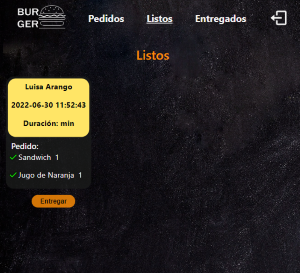 BUR
GER
Pedidos Listos Entregados
Listos
Luisa Arango
2022-06-30 11:52:43
Duración: min
Pedido:
Sandwich 1
Jugo de Naranja 1
Entregar